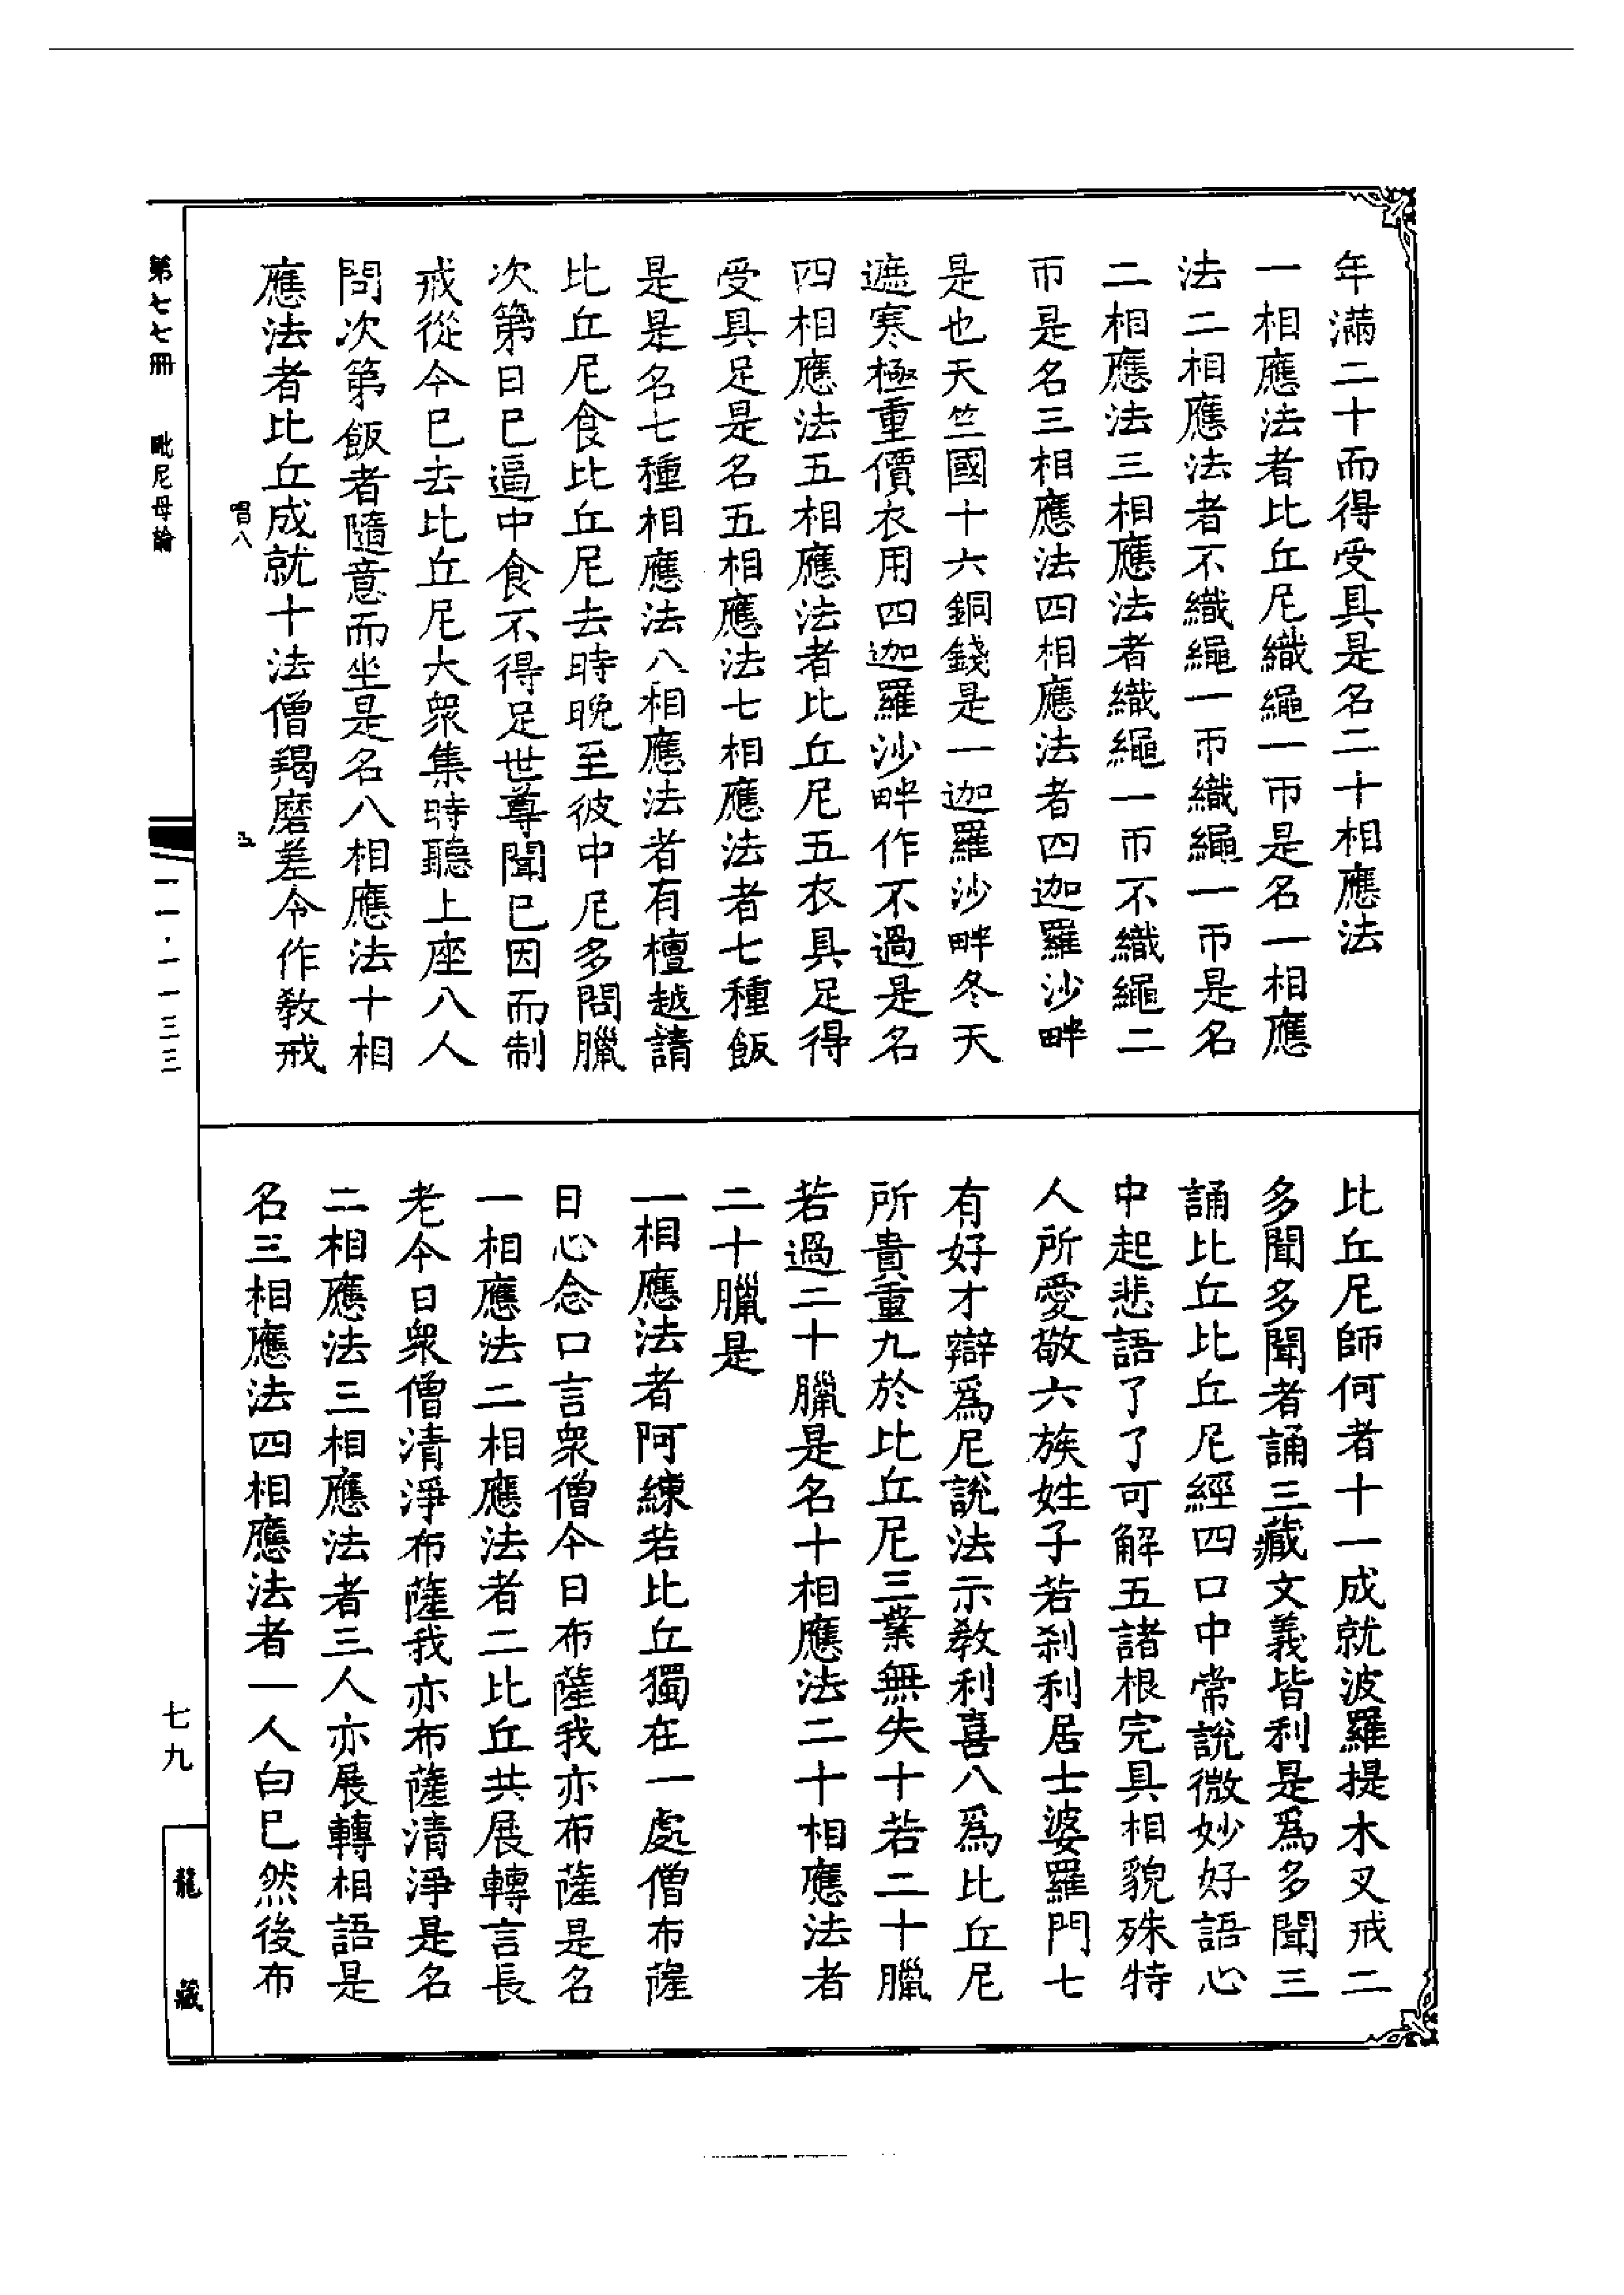 年滿二十而得受具是名二十相應法
一相應法者比丘尼織繩一帀是名一相應
法二相應法者不織繩一帀織繩一帀是名
二相應法三相應法者織繩一帀不織繩二
帀是名三相應法四相應法者四迦羅沙畔
是也天竺國十六銅錢是一迦羅沙畔冬天
遮寒極重價衣用四迦羅沙畔作不過是名
四相應法五相應法者比丘尼五衣具足得
受具足是名五相應法七相應法者七種飯
是是名七種相應法八相應法者有檀越請
比丘尼食比丘尼去時晚至彼中尼多問臘
次第日已逼中食不得足世尊聞已因而制
戒從今已去比丘尼大眾集時聽上座八人
問次第飯者隨意而坐是名八相應法十相
應法者比丘成就十法僧羯磨差令作教戒
比丘尼師何者十一成就波羅提木叉戒二
多聞多聞者誦三藏文義皆利是爲多聞三
誦比丘比丘尼經四口中常說微妙好語心
中起悲語了了可解五諸根完具相貌殊特
人所愛敬六族姓子若剎利居士婆羅門七
有好才辯爲尼說法示教利喜八爲比丘尼
所貴重九於比丘尼三業無失十若二十臘
若過二十臘是名十相應法二十相應法者
二十臘是
一相應法者阿練若比丘獨在一處僧布薩
日心念口言眾僧今日布薩我亦布薩是名
一相應法二相應法者二比丘共展轉言長
老今日眾僧清淨布薩我亦布薩清淨是名
二相應法三相應法者三人亦展轉相語是
名三相應法四相應法者一人白已然後布
唱八
五
第七七冊 毗尼母論
一一·一一三三
七九
龍藏